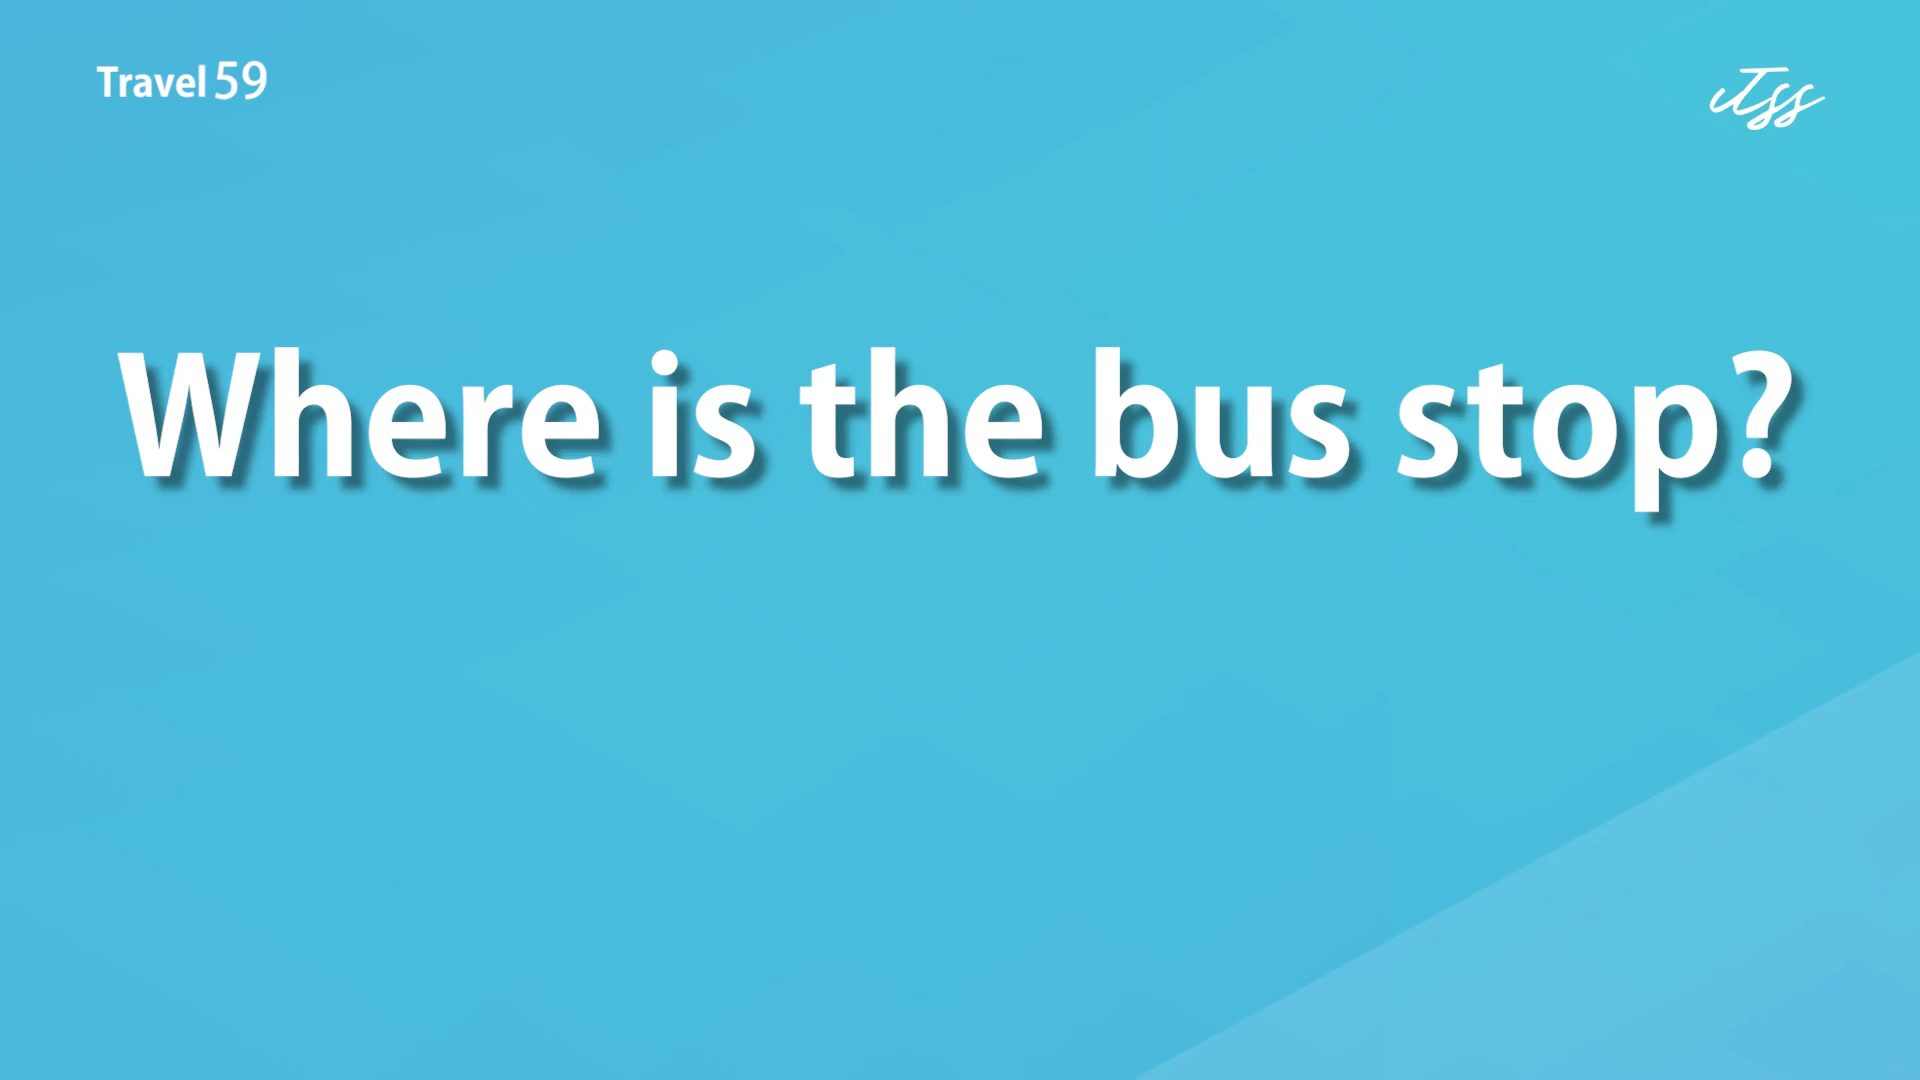 Travel 59
Where is the bus stop?